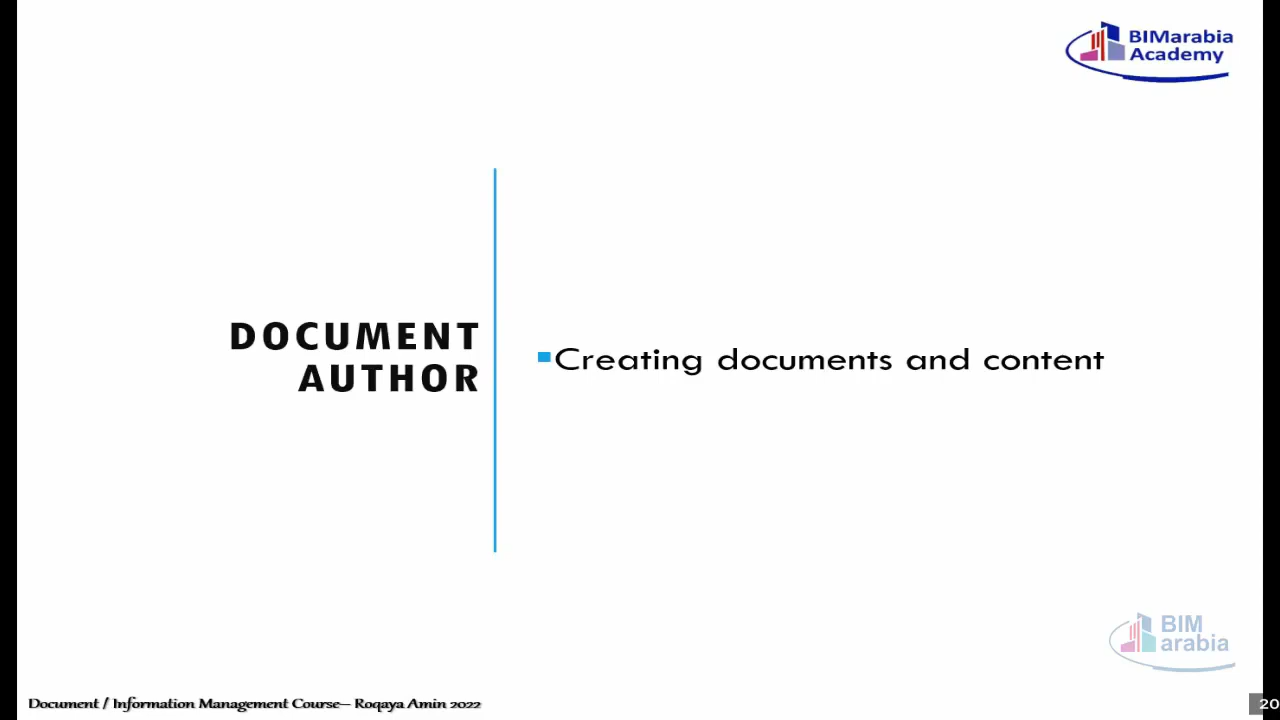 BIMarabia
Academy
DOCUMENT
AUTHOR
Creating documents and content
BIM
arabia
Document / Information Management Course– Roqaya Amin 2022
20